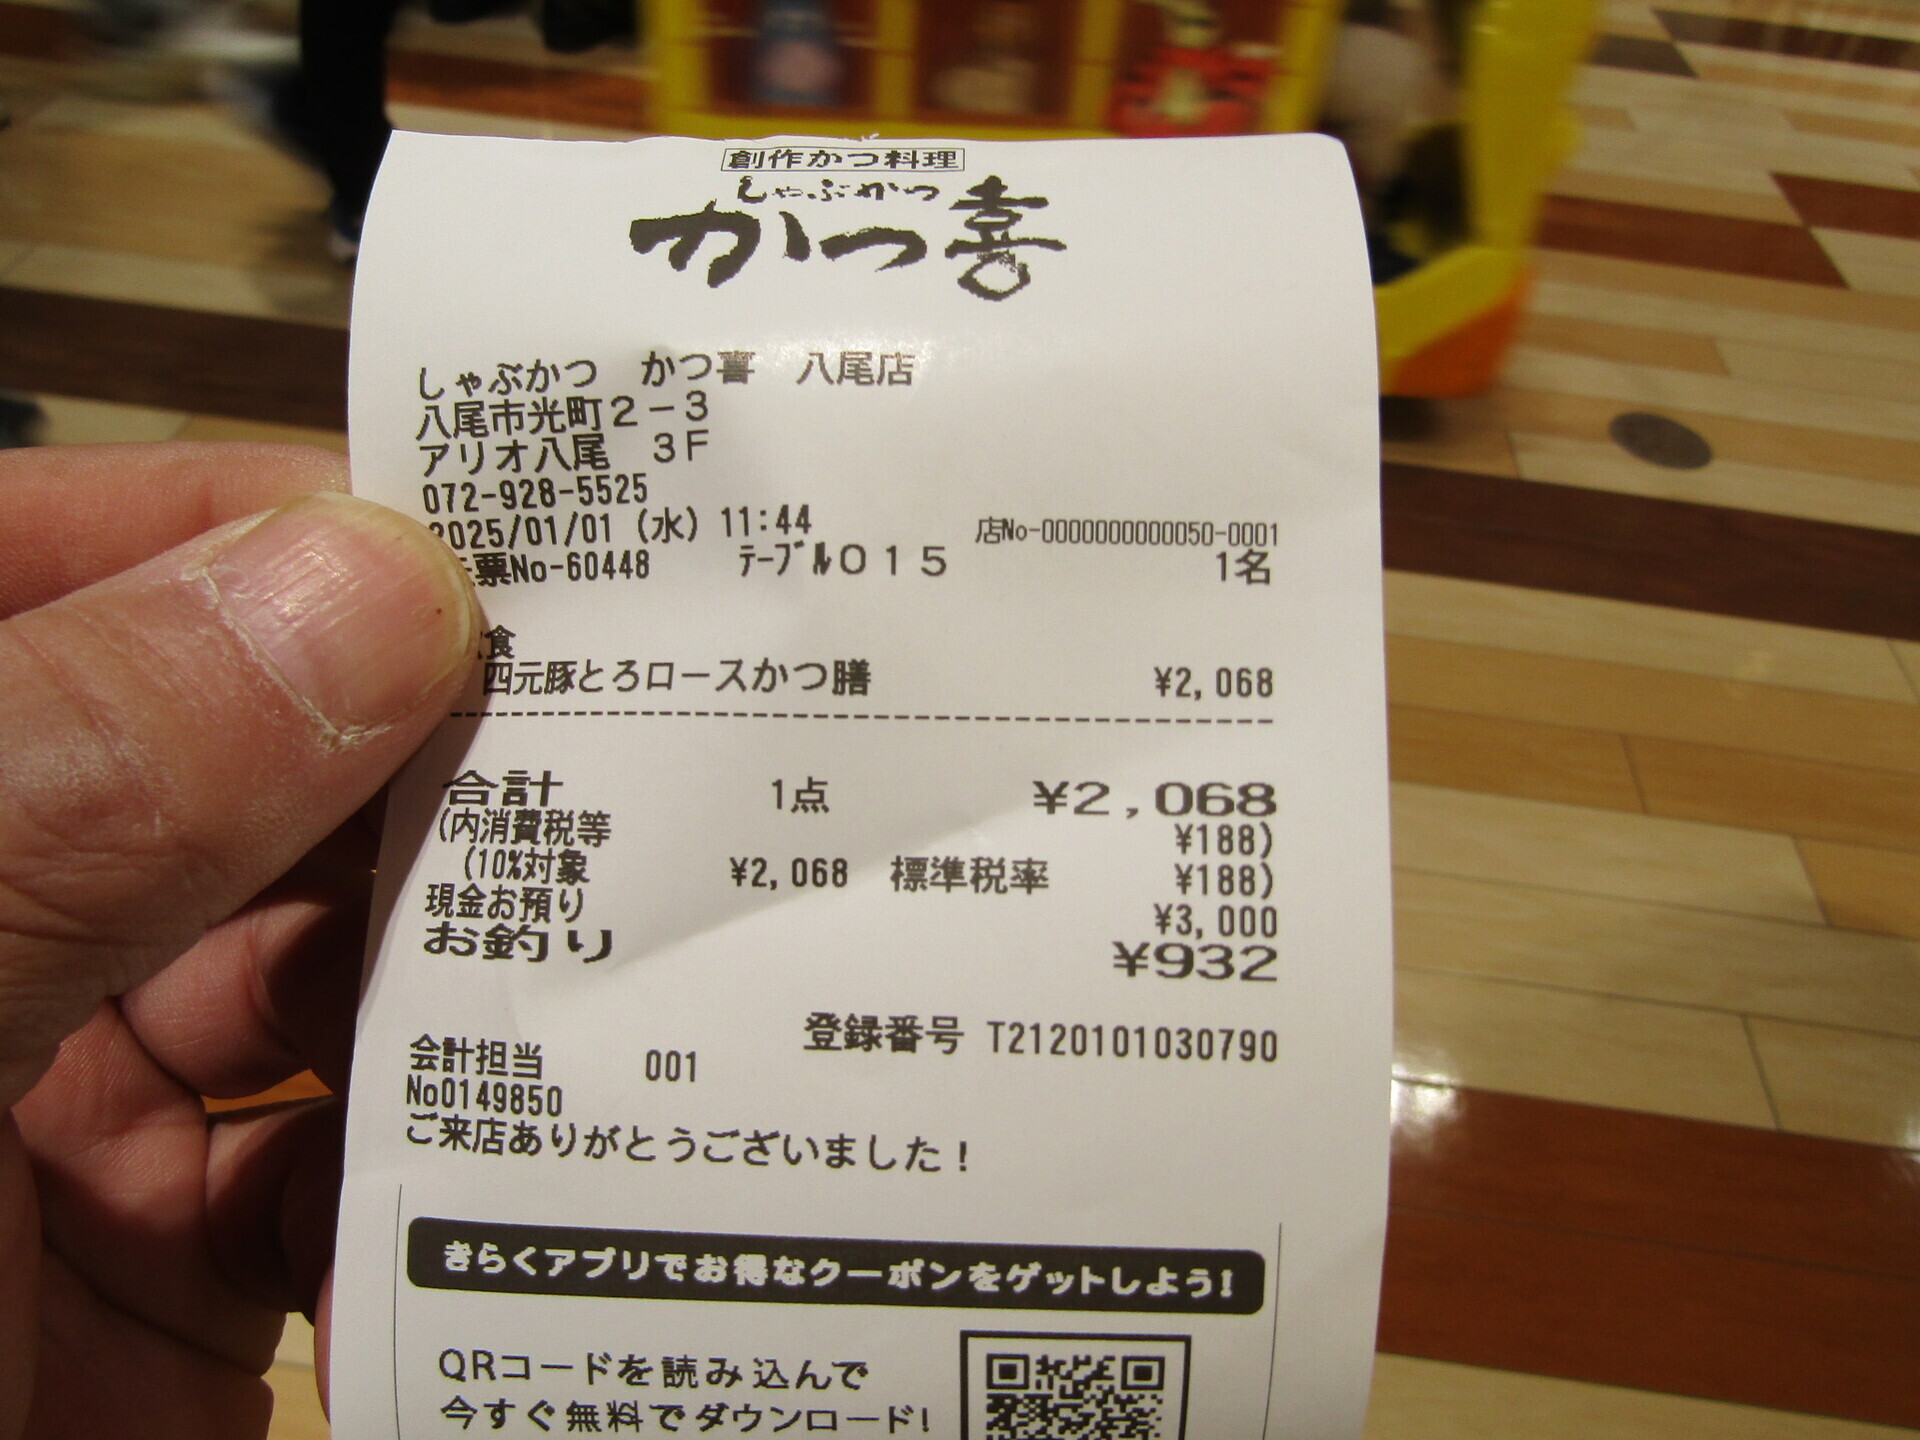 創作かつ料理
しゃぶかつ
かつ喜
しゃぶかつ かつ喜 八尾店
八尾市光町2-3
アリオ八尾 3F
072-928-5525
2025/01/01 (水) 11:44 店No-0000000000050-0001
票No-60448 テーブル015 1名
食
四元豚とろロースかつ膳 ¥2,068
合計 1点 ¥2,068
(内消費税等 ¥188)
(10%対象 ¥2,068 標準税率 ¥188)
現金お預り ¥3,000
お釣り ¥932
登録番号 T2120101030790
会計担当 001
No0149850
ご来店ありがとうございました!
きらくアプリでお得なクーポンをゲットしよう!
QRコードを読み込んで
今すぐ無料でダウンロード!